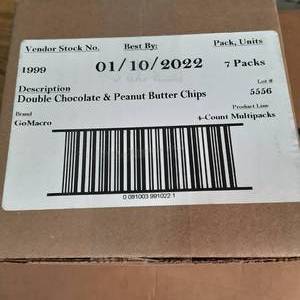 Vendor Stock No. Best By: Pack, Units
1999 01/10/2022 7 Packs
Description Lot #
Double Chocolate & Peanut Butter Chips 5556
Brand Product Line
GoMacro 4-Count Multipacks
0 081003 991022 1